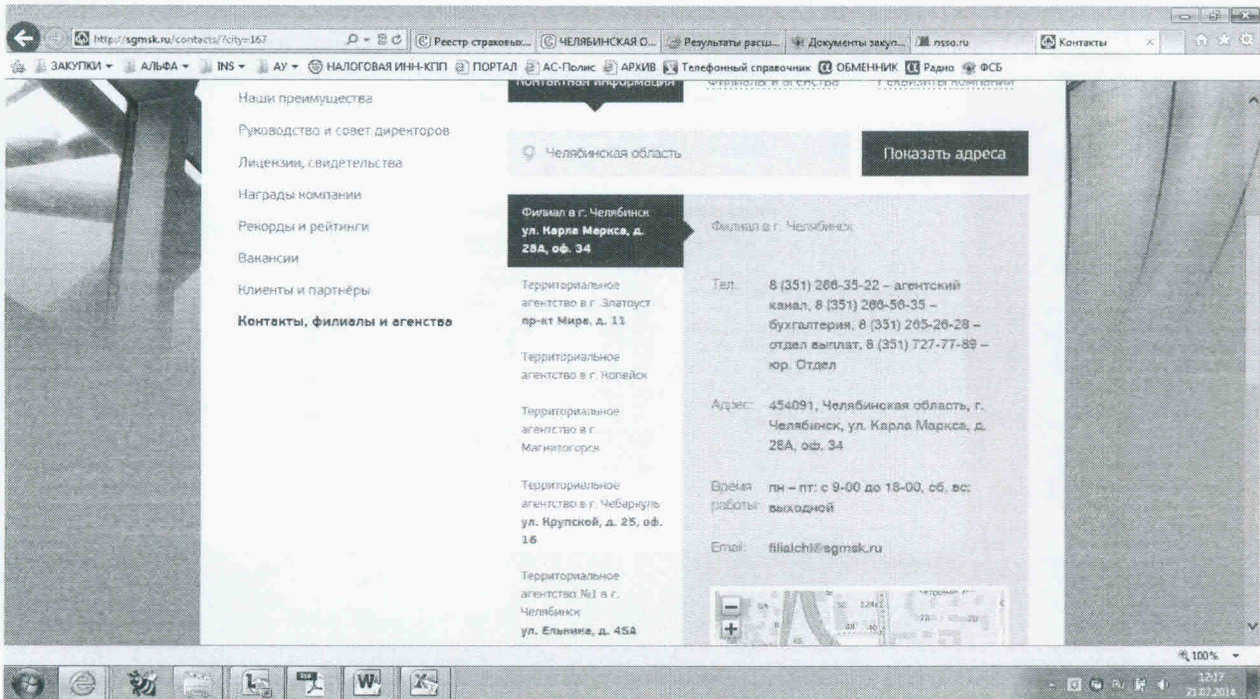 http://sgmsk.ru/contacts/?city=167
Реестр страховых...
ЧЕЛЯБИНСКАЯ О...
Результаты расш...
Документы закуп...
nsso.ru
Контакты
ЗАКУПКИ
АЛЬФА
INS
АУ
НАЛОГОВАЯ ИНН-КПП
ПОРТАЛ
АС-Полис
АРХИВ
Телефонный справочник
ОБМЕННИК
Радио
ФСБ
Контактная информация
Филиалы и агенства
Реквизиты компании
Наши преимущества
Руководство и совет директоров
Лицензии, свидетельства
Награды компании
Рекорды и рейтинги
Вакансии
Клиенты и партнёры
Контакты, филиалы и агенства
Челябинская область
Показать адреса
Филиал в г. Челябинск
ул. Карла Маркса, д.
28А, оф. 34
Территориальное
агентство в г. Златоуст
пр-кт Мира, д. 11
Территориальное
агентство в г. Копейск
Территориальное
агентство в г.
Магнитогорск
Территориальное
агентство в г. Чебаркуль
ул. Крупской, д. 25, оф.
16
Территориальное
агентство №1 в г.
Челябинск
ул. Елькина, д. 45А
Филиал в г. Челябинск
Тел.: 8 (351) 266-35-22 – агентский
канал, 8 (351) 266-56-35 –
бухгалтерия, 8 (351) 265-26-28 –
отдел выплат, 8 (351) 727-77-89 –
юр. Отдел
Адрес: 454091, Челябинская область, г.
Челябинск, ул. Карла Маркса, д.
28А, оф. 34
Время работы: пн – пт: с 9-00 до 18-00, сб, вс:
выходной
Email: filialchl@sgmsk.ru
100%
Ru
12:17
21.02.2014